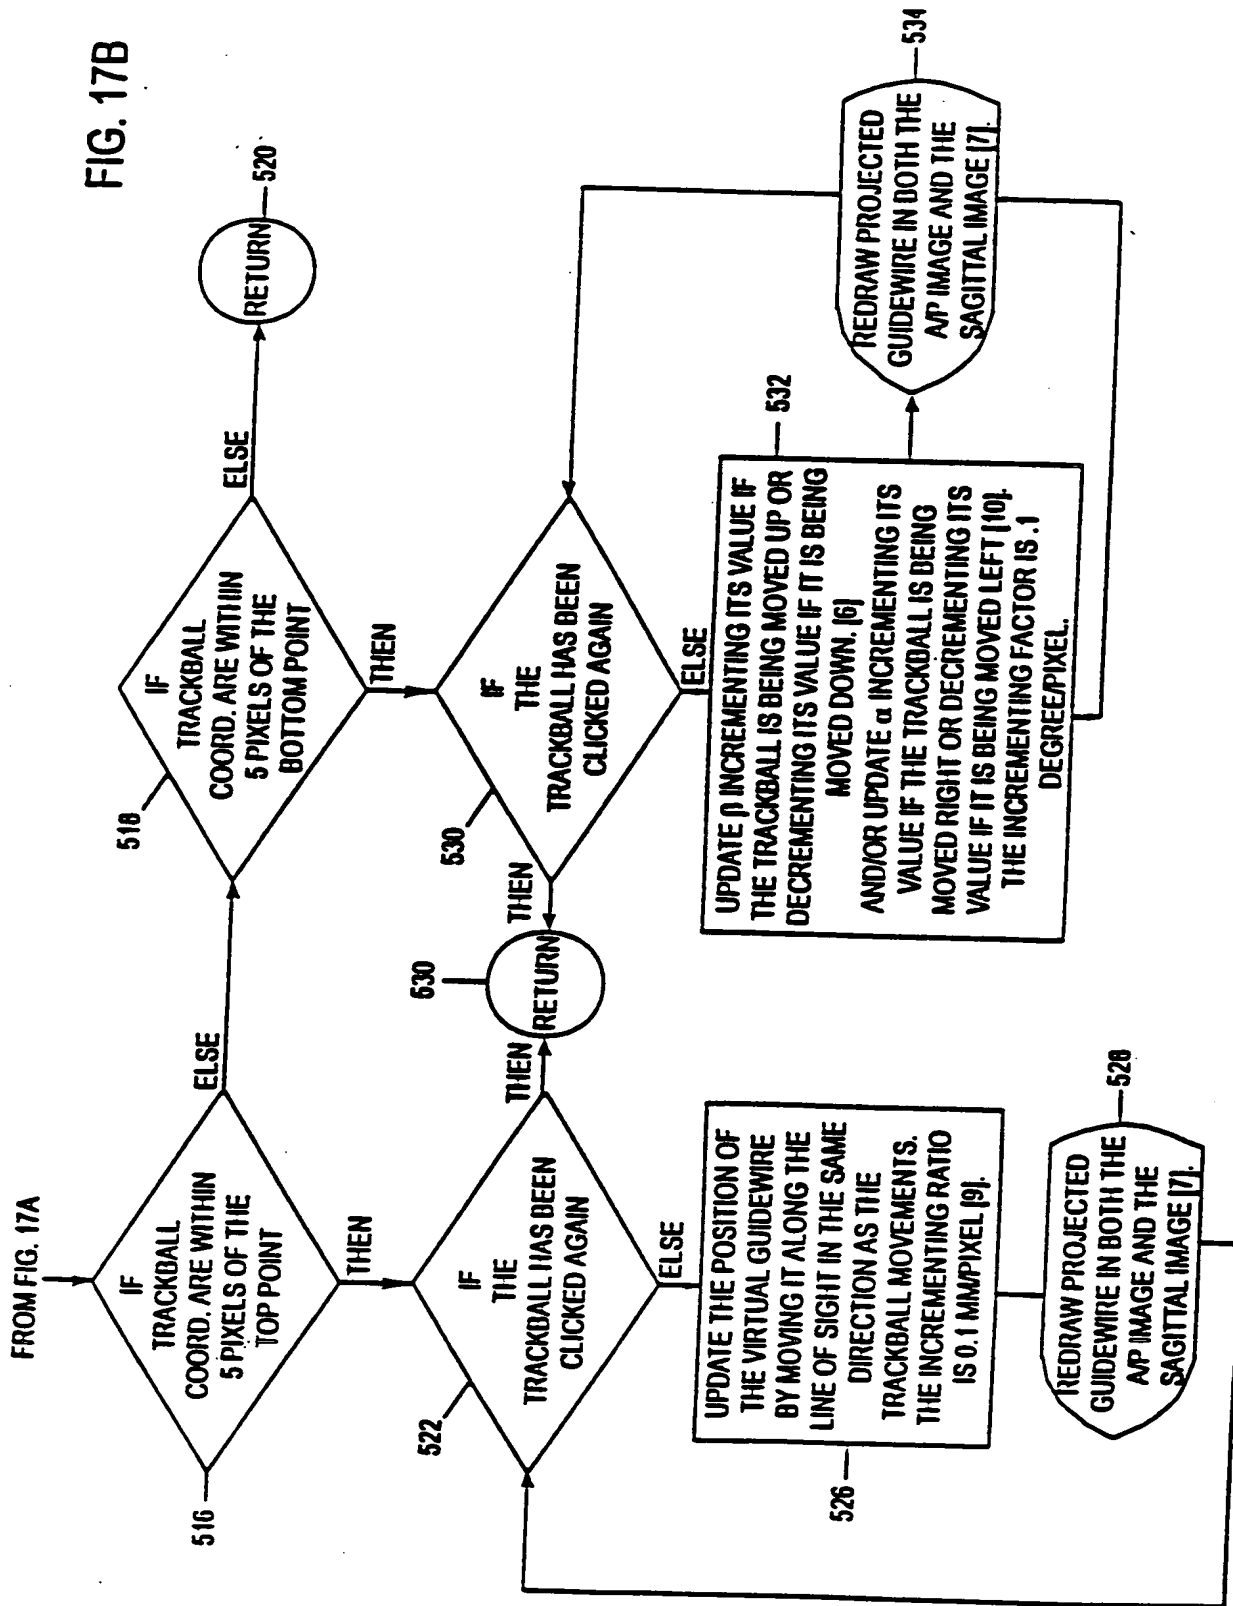 FIG. 17B
FROM FIG. 17A
IF
TRACKBALL
COORD. ARE WITHIN
5 PIXELS OF THE
TOP POINT
516
ELSE
THEN
IF
TRACKBALL
COORD. ARE WITHIN
5 PIXELS OF THE
BOTTOM POINT
518
ELSE
RETURN
520
THEN
IF
THE
TRACKBALL HAS BEEN
CLICKED AGAIN
522
THEN
RETURN
530
THEN
IF
THE
TRACKBALL HAS BEEN
CLICKED AGAIN
530
ELSE
UPDATE THE POSITION OF
THE VIRTUAL GUIDEWIRE
BY MOVING IT ALONG THE
LINE OF SIGHT IN THE SAME
DIRECTION AS THE
TRACKBALL MOVEMENTS.
THE INCREMENTING RATIO
IS 0.1 MM/PIXEL [9].
526
REDRAW PROJECTED
GUIDEWIRE IN BOTH THE
A/P IMAGE AND THE
SAGITTAL IMAGE [7].
528
ELSE
UPDATE β INCREMENTING ITS VALUE IF
THE TRACKBALL IS BEING MOVED UP OR
DECREMENTING ITS VALUE IF IT IS BEING
MOVED DOWN. [6]
AND/OR UPDATE α INCREMENTING ITS
VALUE IF THE TRACKBALL IS BEING
MOVED RIGHT OR DECREMENTING ITS
VALUE IF IT IS BEING MOVED LEFT [10].
THE INCREMENTING FACTOR IS .1
DEGREE/PIXEL.
532
REDRAW PROJECTED
GUIDEWIRE IN BOTH THE
A/P IMAGE AND THE
SAGITTAL IMAGE [7].
534